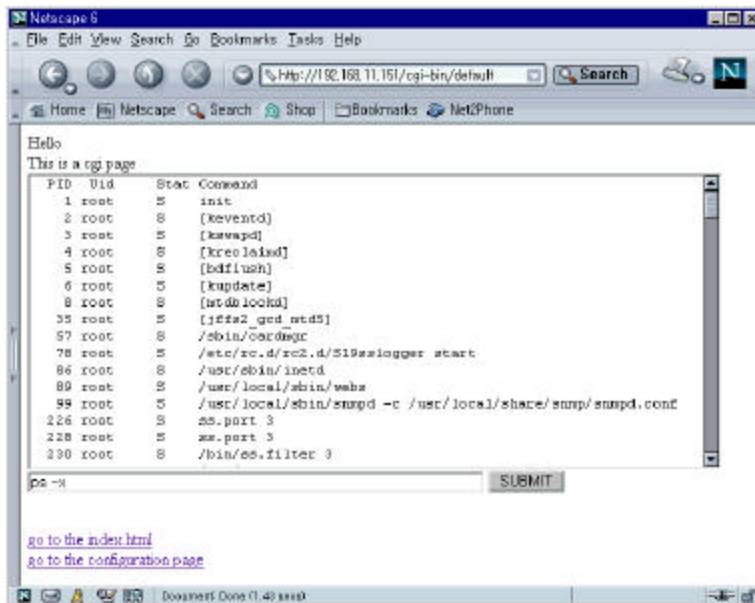 Netscape 6
File Edit View Search Go Bookmarks Tasks Help
http://192.168.11.151/cgi-bin/default Search
Home Netscape Search Shop Bookmarks Net2Phone
Hello
This is a cgi page
PID Uid Stat Command
1 root S init
2 root S [keventd]
3 root S [kswapd]
4 root S [kreclaimd]
5 root S [bdflush]
6 root S [kupdate]
8 root S [mtdblockd]
35 root S [jffs2_gcd_mtd5]
57 root S /sbin/cardmgr
78 root S /etc/rc.d/rc2.d/S19sslogger start
86 root S /usr/sbin/inetd
89 root S /usr/local/sbin/webs
99 root S /usr/local/sbin/snmpd -c /usr/local/share/snmp/snmpd.conf
226 root S ss.port 3
228 root S ss.port 3
230 root S /bin/ss.filter 3
ps -x SUBMIT
go to the index.html
go to the configuration page
Document: Done (1.43 secs)